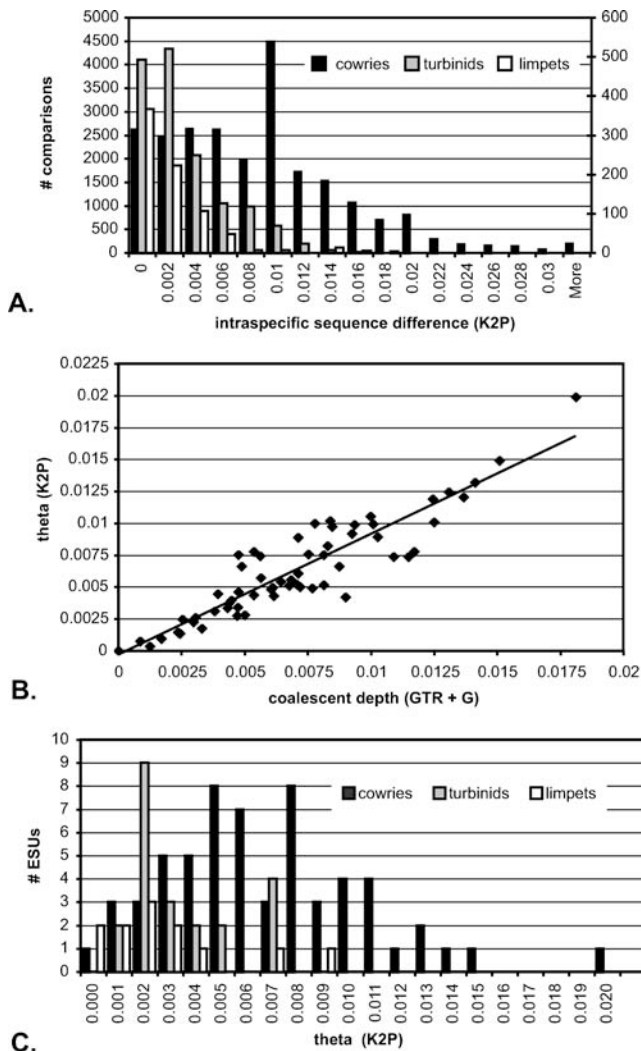 5000 600
4500
4000 500
3500
3000 400
2500 300
2000
1500 200
1000
500 100
0 0
cowries turbinids limpets
# comparisons
0 0.002 0.004 0.006 0.008 0.01 0.012 0.014 0.016 0.018 0.02 0.022 0.024 0.026 0.028 0.03 More
intraspecific sequence difference (K2P)
A.
0.0225
0.02
0.0175
0.015
0.0125
0.01
0.0075
0.005
0.0025
0
theta (K2P)
0 0.0025 0.005 0.0075 0.01 0.0125 0.015 0.0175 0.02
coalescent depth (GTR + G)
B.
10
9
8
7
6
5
4
3
2
1
0
cowries turbinids limpets
# ESUs
0.000 0.001 0.002 0.003 0.004 0.005 0.006 0.007 0.008 0.009 0.010 0.011 0.012 0.013 0.014 0.015 0.016 0.017 0.018 0.019 0.020
theta (K2P)
C.